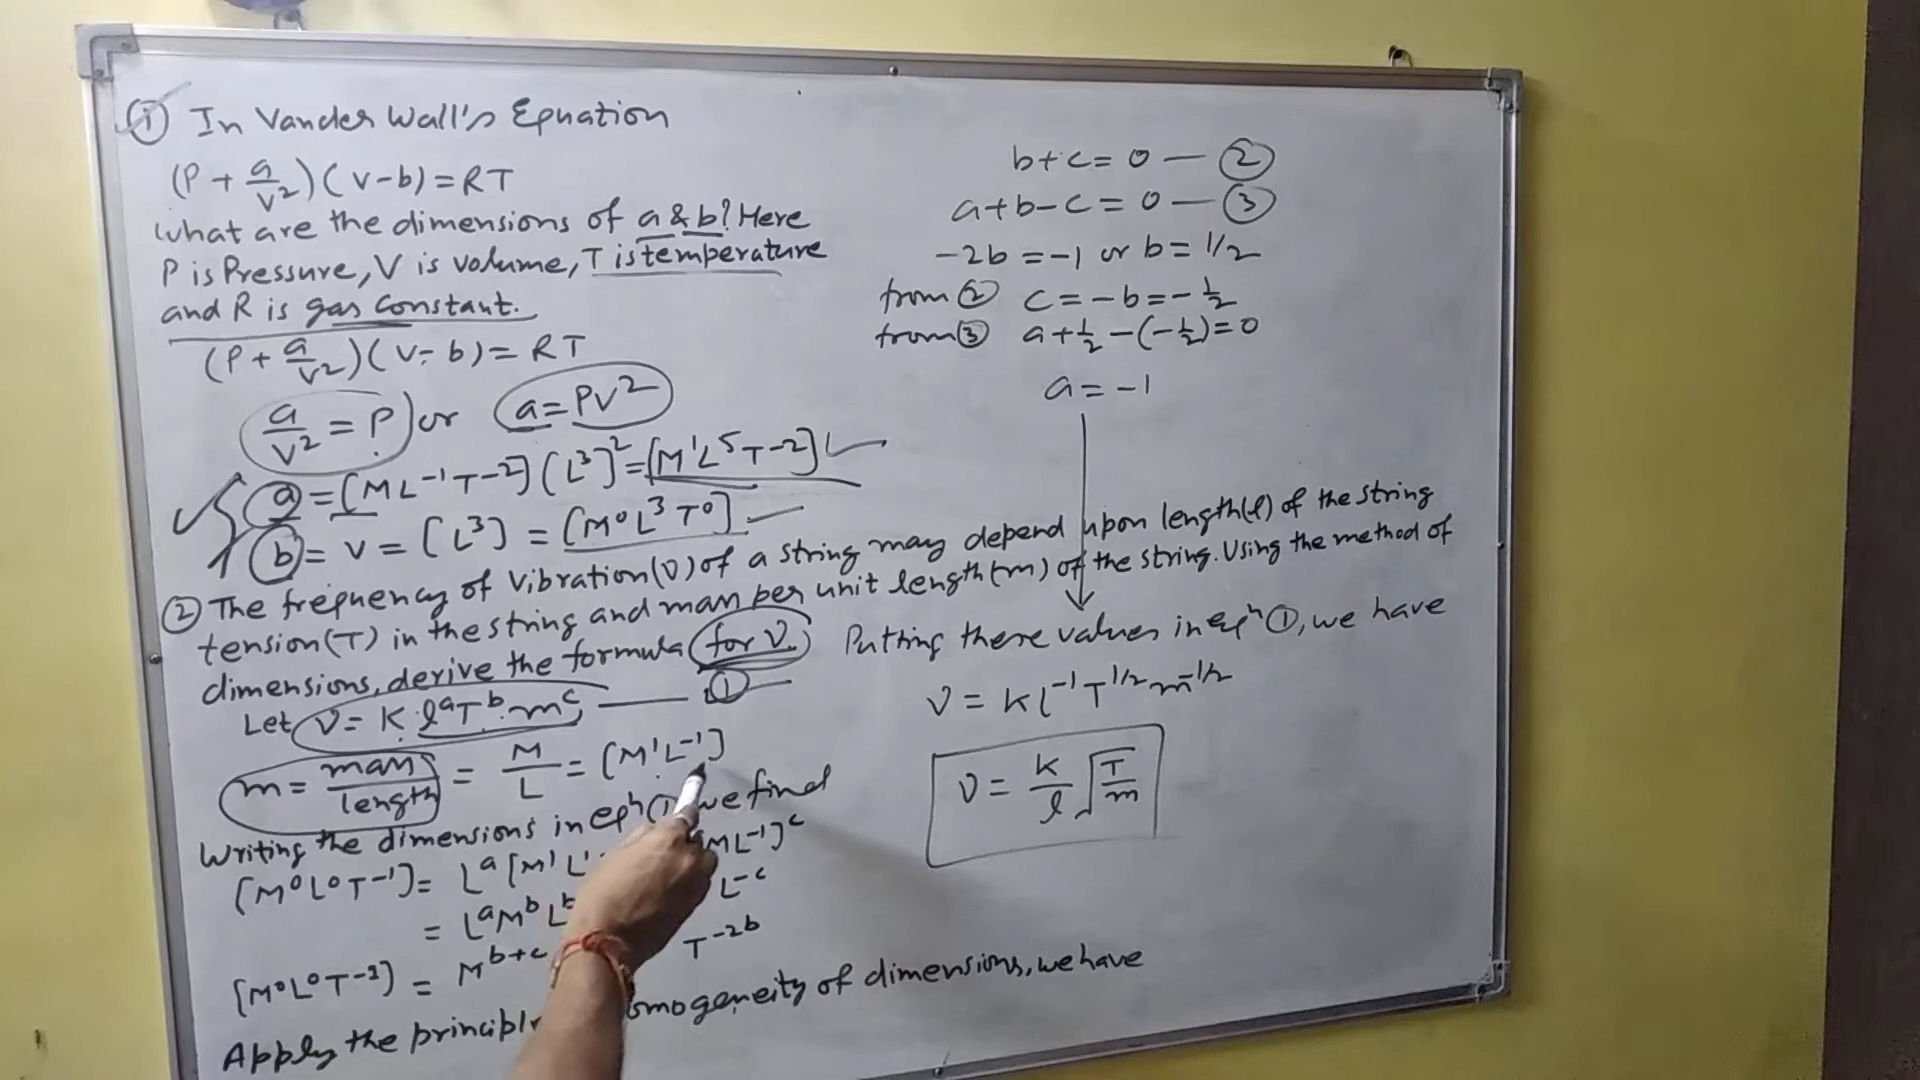 ① In Vander Wall's Equation
(P + a/V²)(V-b) = RT
What are the dimensions of a & b? Here
P is Pressure, V is volume, T is temperature
and R is gas constant.
(P + a/V²)(V-b) = RT
a/V² = P or a = PV²
a = [ML⁻¹T⁻²][L³]² = [M¹L⁵T⁻²]
b = V = [L³] = [M⁰L³T⁰]
② The frequency of vibration(ν) of a string may depend upon length(l) of the string
tension(T) in the string and mass per unit length(m) of the string. Using the method of
dimensions, derive the formula for ν.
Let ν = K l^a T^b m^c — ①
m = mass/length = M/L = [M¹L⁻¹]
Writing the dimensions in eqⁿ ① we find
[M⁰L⁰T⁻¹] = L^a [M¹L¹ ML⁻¹]^c
= L^a M^b L^b L^-c
[M⁰L⁰T⁻¹] = M^b+c T^-2b
Apply the principle homogeneity of dimensions, we have
b+c = 0 — ②
a+b-c = 0 — ③
-2b = -1 or b = 1/2
from ② c = -b = -1/2
from ③ a + 1/2 - (-1/2) = 0
a = -1
Putting these values in eqⁿ ①, we have
ν = K l⁻¹ T^1/2 m^-1/2
ν = K/l √T/m